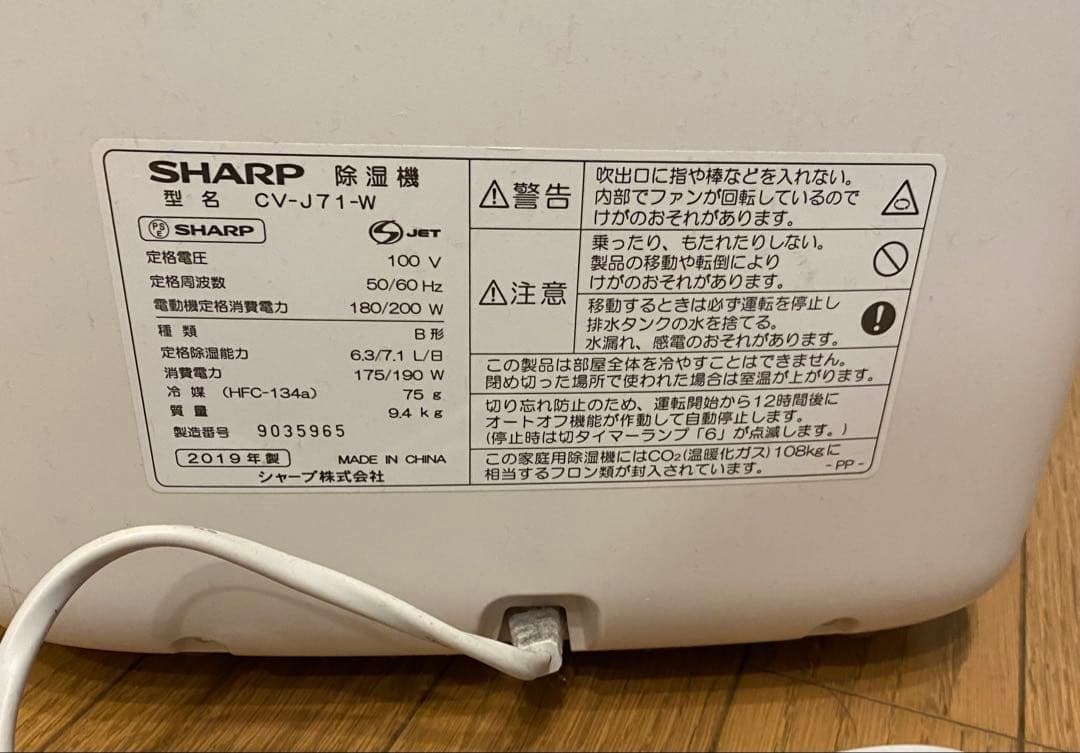 SHARP 除湿機
型名 CV-J71-W
PSE SHARP
S JET
定格電圧 100 V
定格周波数 50/60 Hz
電動機定格消費電力 180/200 W
種類 B形
定格除湿能力 6.3/7.1 L/日
消費電力 175/190 W
冷媒 (HFC-134a) 75 g
質量 9.4 kg
製造番号 9035965
2019年製 MADE IN CHINA
シャープ株式会社
⚠警告
吹出口に指や棒などを入れない。
内部でファンが回転しているので
けがのおそれがあります。
⚠注意
乗ったり、もたれたりしない。
製品の移動や転倒により
けがのおそれがあります。
移動するときは必ず運転を停止し
排水タンクの水を捨てる。
水漏れ、感電のおそれがあります。
この製品は部屋全体を冷やすことはできません。
閉め切った場所で使われた場合は室温が上がります。
切り忘れ防止のため、運転開始から12時間後に
オートオフ機能が作動して自動停止します。
(停止時は切タイマーランプ「6」が点滅します。)
この家庭用除湿機にはCO₂(温暖化ガス)108kgに
相当するフロン類が封入されています。 -PP-